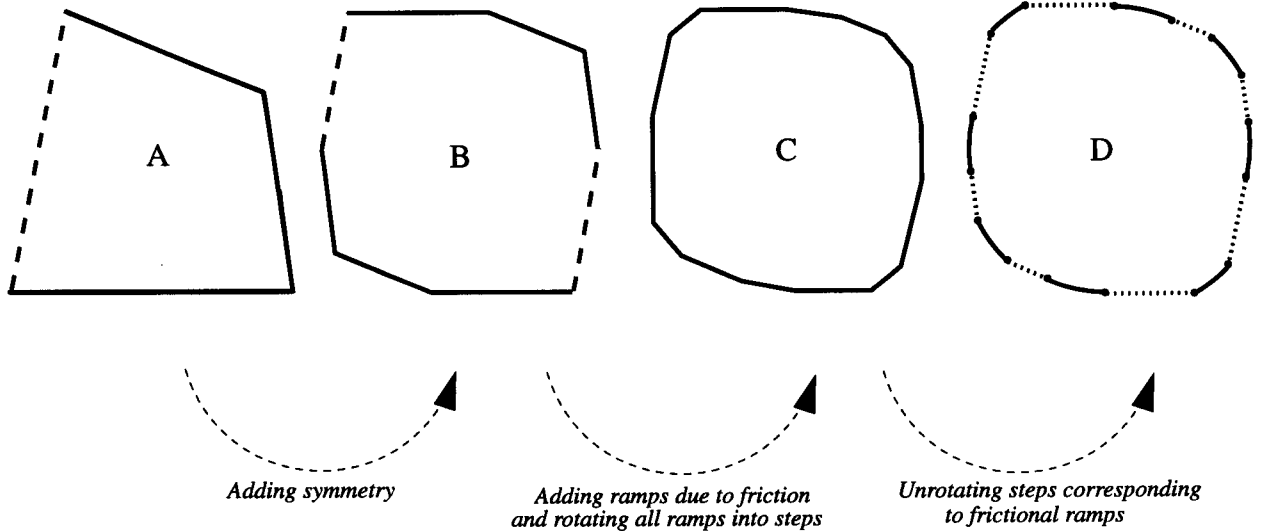 A
B
C
D
Adding symmetry
Adding ramps due to friction
and rotating all ramps into steps
Unrotating steps corresponding
to frictional ramps